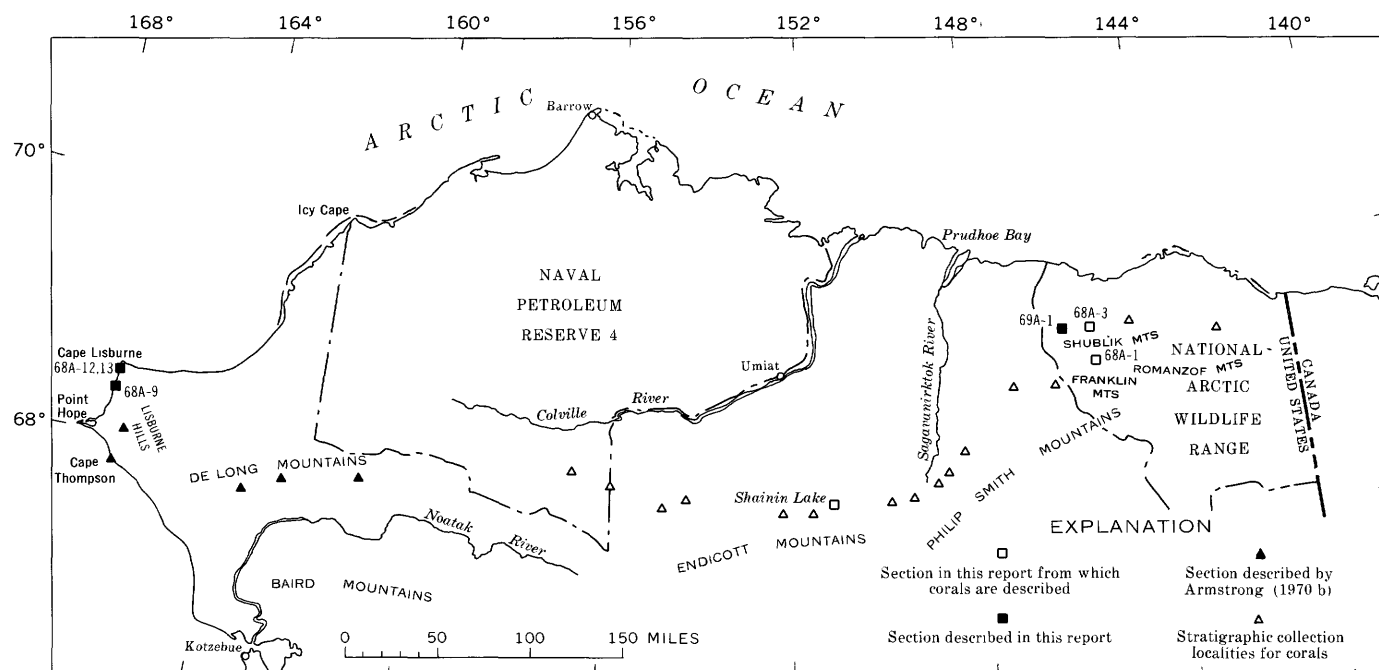 168° 164° 160° 156° 152° 148° 144° 140°
ARCTIC OCEAN
Barrow
70°
Icy Cape
Prudhoe Bay
NAVAL
PETROLEUM
RESERVE 4
69A-1
68A-3
SHUBLIK MTS
68A-1
NATIONAL
ROMANZOF MTS
FRANKLIN
MTS
ARCTIC
WILDLIFE
RANGE
CANADA
UNITED STATES
Cape Lisburne
68A-12,13
68A-9
Point
Hope
68°
LISBURNE
HILLS
Cape
Thompson
Umiat
Colville River
Sagavanirktok River
DE LONG MOUNTAINS
Noatak
River
Shainin Lake
ENDICOTT MOUNTAINS
PHILIP SMITH MOUNTAINS
BAIRD MOUNTAINS
Kotzebue
0 50 100 150 MILES
EXPLANATION
Section in this report from which
corals are described
Section described in this report
Section described by
Armstrong (1970 b)
Stratigraphic collection
localities for corals